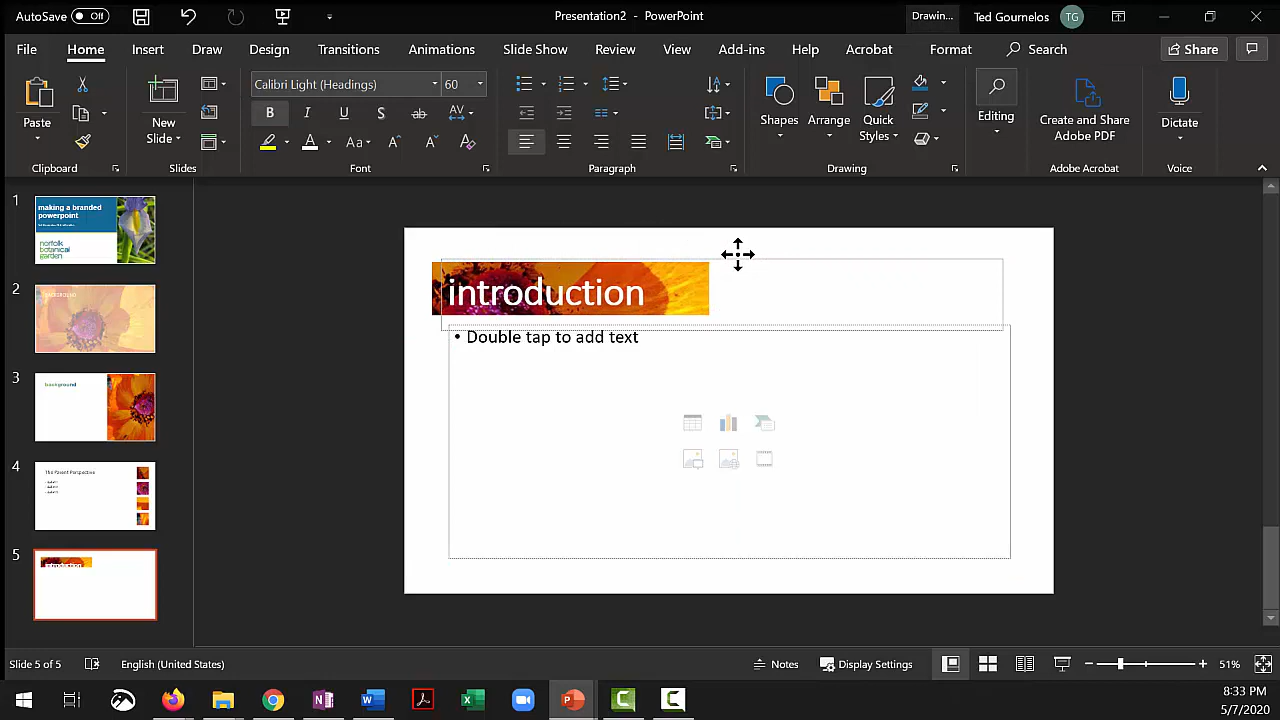 AutoSave Off
Presentation2 - PowerPoint
Drawin...
Ted Gournelos TG
File Home Insert Draw Design Transitions Animations Slide Show Review View Add-ins Help Acrobat Format Search
Share
Paste
New
Slide
Calibri Light (Headings) 60
B I U S ab AV
A Aa A A A
Shapes Arrange Quick
Styles
Editing
Create and Share
Adobe PDF
Dictate
Clipboard Slides Font Paragraph Drawing Adobe Acrobat Voice
1
making a branded
powerpoint
norfolk
botanical
garden
2
3
background
4
The Parent Perspective
5
introduction
• Double tap to add text
Slide 5 of 5 English (United States) Notes Display Settings 51%
8:33 PM
5/7/2020